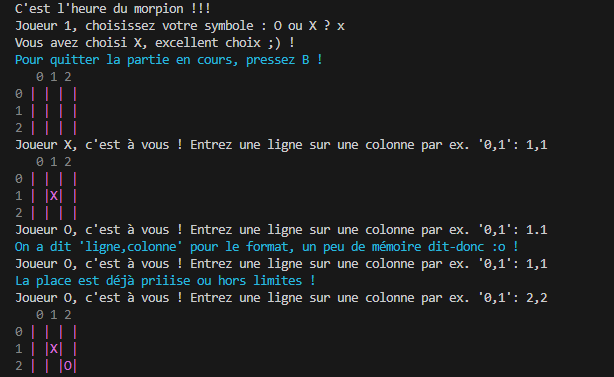 C'est l'heure du morpion !!!
Joueur 1, choisissez votre symbole : O ou X ? x
Vous avez choisi X, excellent choix ;) !
Pour quitter la partie en cours, pressez B !
0 1 2
0 | | | |
1 | | | |
2 | | | |
Joueur X, c'est à vous ! Entrez une ligne sur une colonne par ex. '0,1': 1,1
0 1 2
0 | | | |
1 | |X| |
2 | | | |
Joueur O, c'est à vous ! Entrez une ligne sur une colonne par ex. '0,1': 1.1
On a dit 'ligne,colonne' pour le format, un peu de mémoire dit-donc :o !
Joueur O, c'est à vous ! Entrez une ligne sur une colonne par ex. '0,1': 1,1
La place est déjà priiise ou hors limites !
Joueur O, c'est à vous ! Entrez une ligne sur une colonne par ex. '0,1': 2,2
0 1 2
0 | | | |
1 | |X| |
2 | | |O|